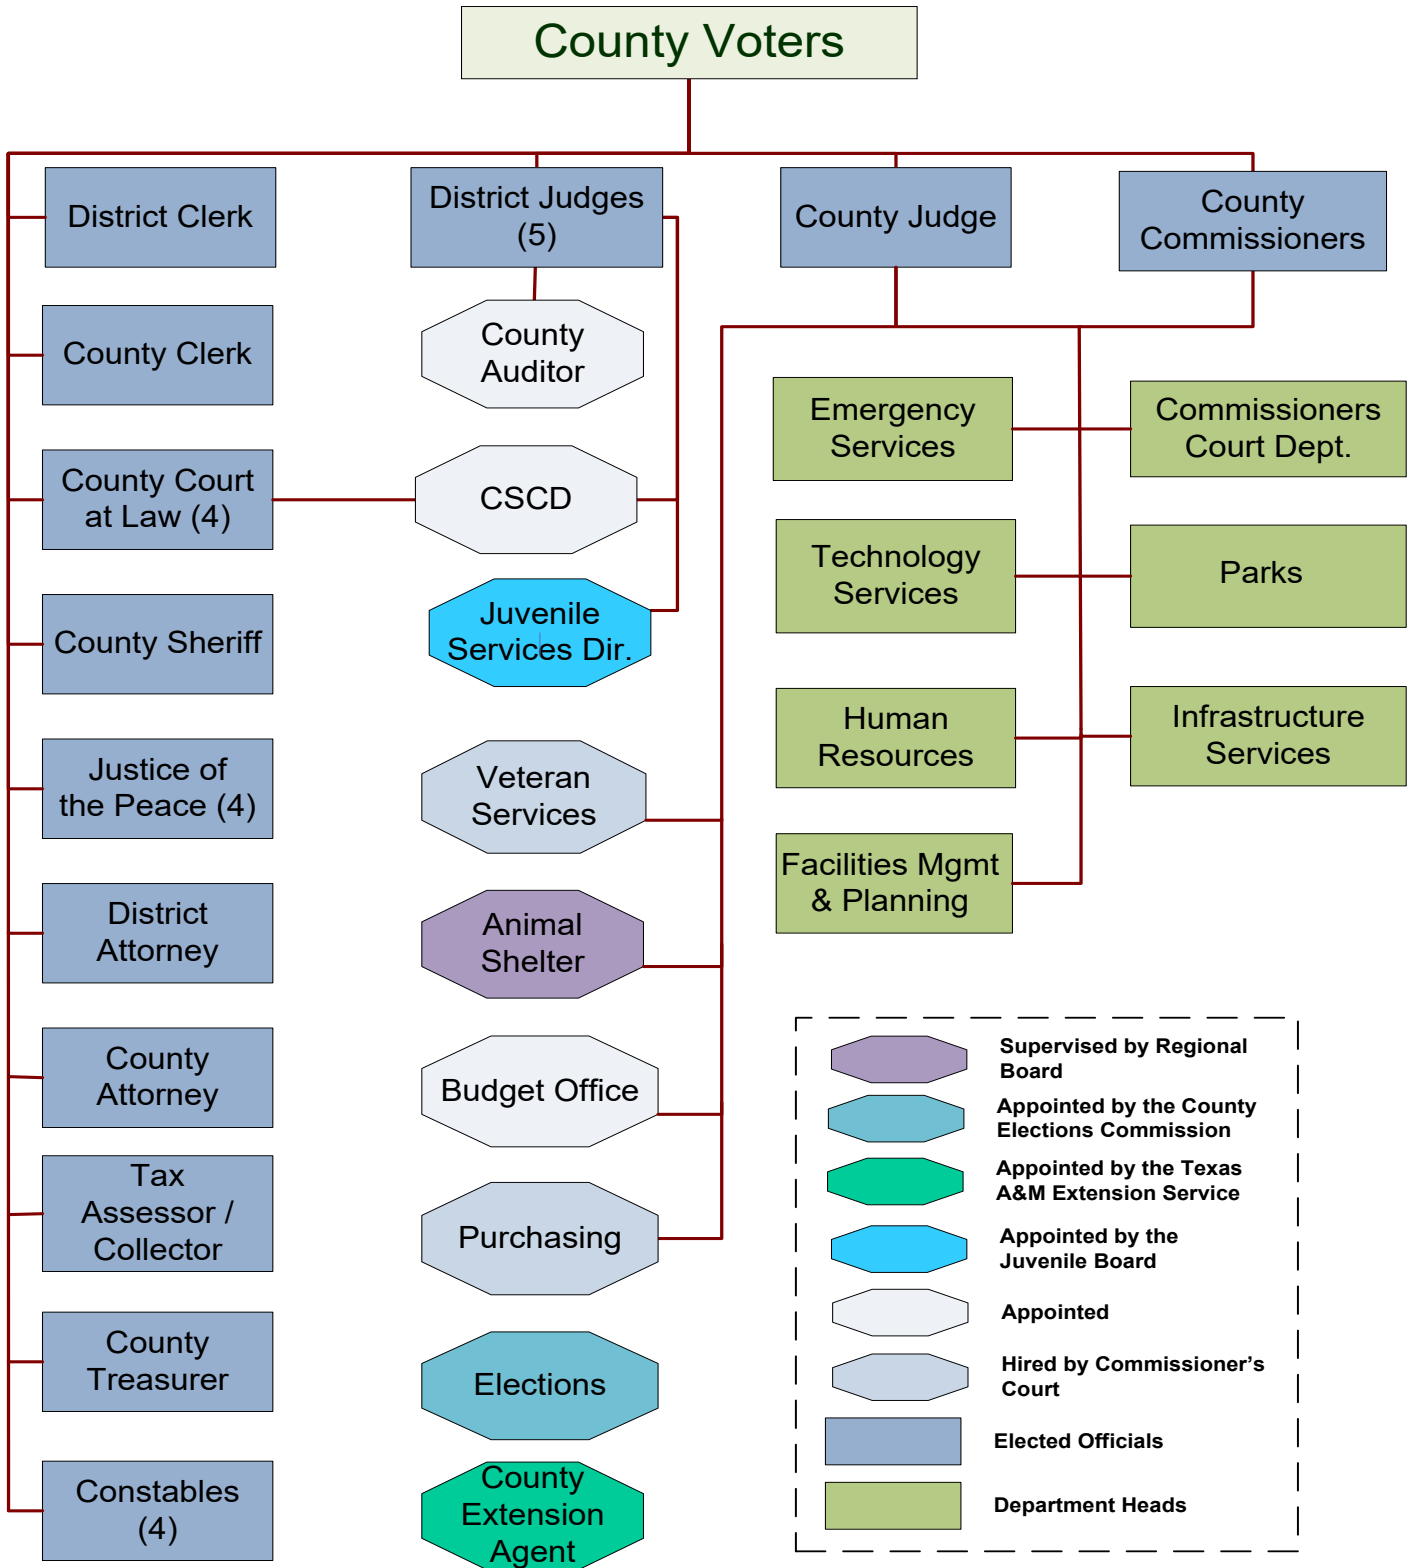 County Voters
District Clerk
District Judges
(5)
County Judge
County
Commissioners
County Clerk
County
Auditor
Emergency
Services
Commissioners
Court Dept.
County Court
at Law (4)
CSCD
Technology
Services
Parks
County Sheriff
Juvenile
Services Dir.
Human
Resources
Infrastructure
Services
Justice of
the Peace (4)
Veteran
Services
Facilities Mgmt
& Planning
District
Attorney
Animal
Shelter
County
Attorney
Budget Office
Tax
Assessor /
Collector
Purchasing
County
Treasurer
Elections
Constables
(4)
County
Extension
Agent
Supervised by Regional
Board
Appointed by the County
Elections Commission
Appointed by the Texas
A&M Extension Service
Appointed by the
Juvenile Board
Appointed
Hired by Commissioner's
Court
Elected Officials
Department Heads